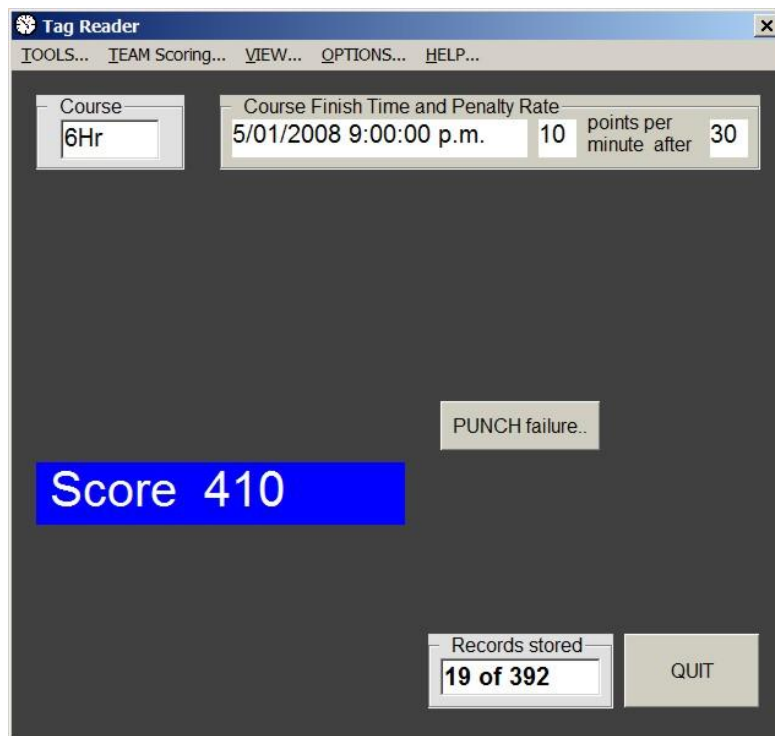 Tag Reader
TOOLS... TEAM Scoring... VIEW... OPTIONS... HELP...
Course
6Hr
Course Finish Time and Penalty Rate
5/01/2008 9:00:00 p.m. 10 points per minute after 30
PUNCH failure..
Score 410
Records stored
19 of 392
QUIT